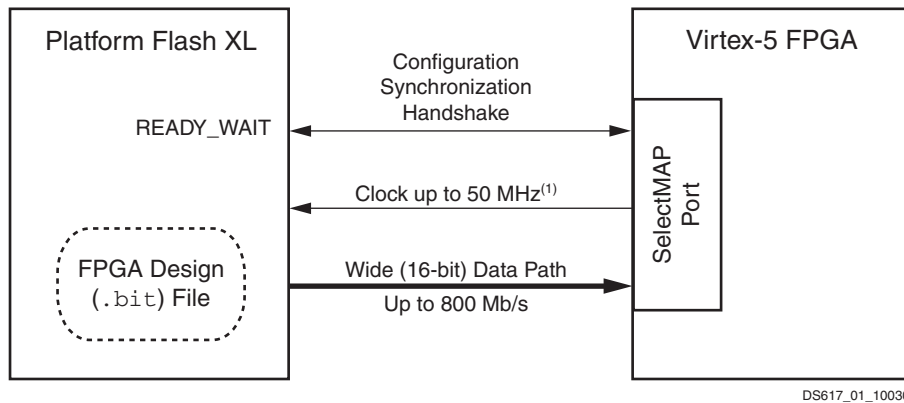 Platform Flash XL
Virtex-5 FPGA
Configuration
Synchronization
Handshake
READY_WAIT
Clock up to 50 MHz(1)
SelectMAP
Port
FPGA Design
(.bit) File
Wide (16-bit) Data Path
Up to 800 Mb/s